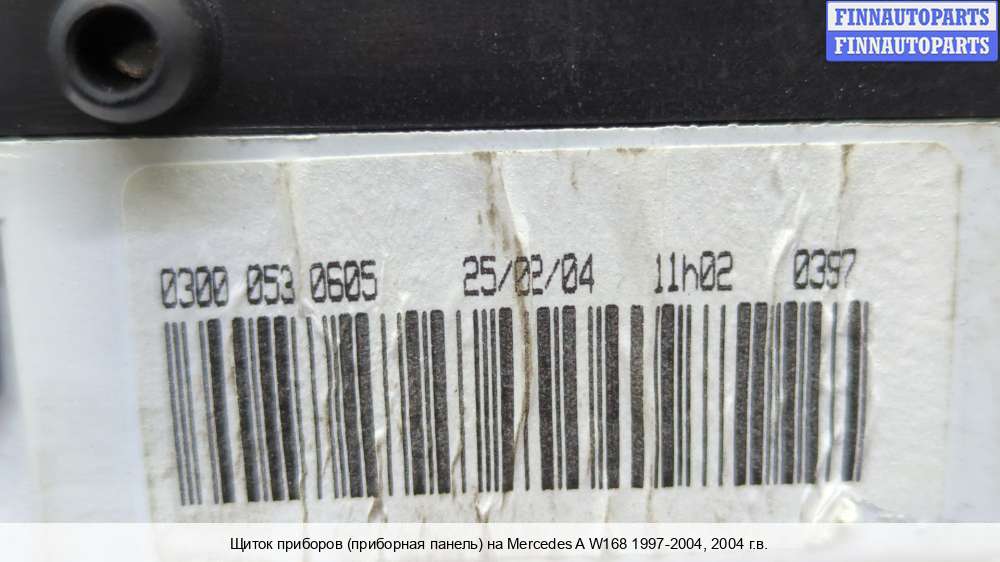 FINNAUTOPARTS
FINNAUTOPARTS
0300 053 0605 25/02/04 11h02 0397
Щиток приборов (приборная панель) на Mercedes A W168 1997-2004, 2004 г.в.